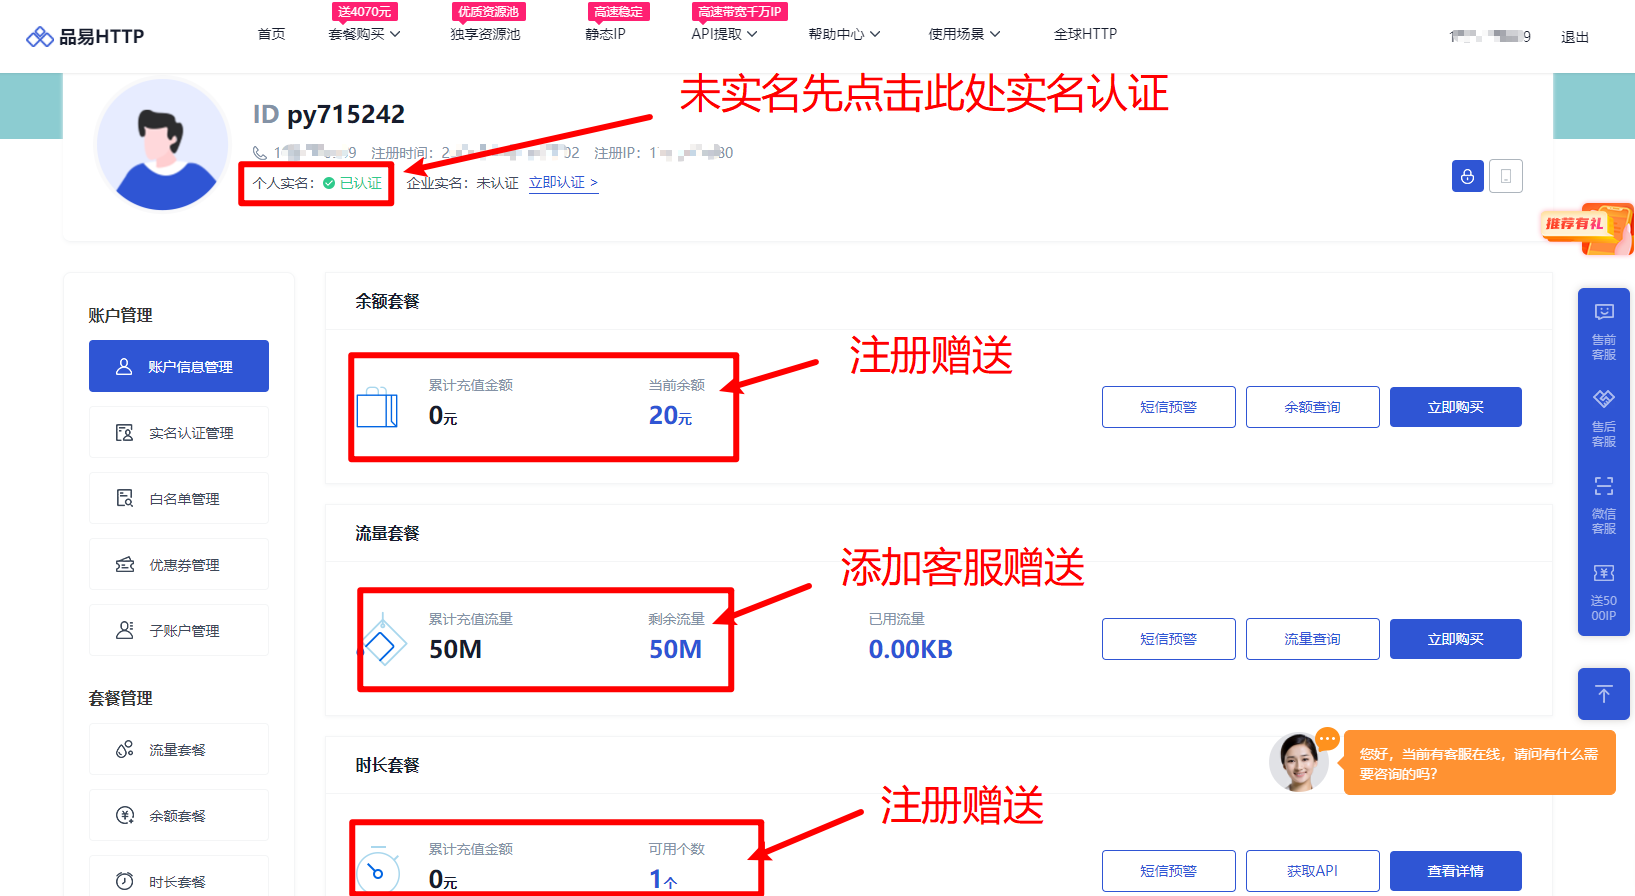 送4070元
优质资源池
高速稳定
高速带宽千万IP
品易HTTP
首页
套餐购买
独享资源池
静态IP
API提取
帮助中心
使用场景
全球HTTP
退出
未实名先点击此处实名认证
ID py715242
注册时间：
注册IP：
个人实名：
已认证
企业实名：未认证
立即认证 >
推荐有礼
账户管理
账户信息管理
实名认证管理
白名单管理
优惠券管理
子账户管理
套餐管理
流量套餐
余额套餐
时长套餐
余额套餐
注册赠送
累计充值金额
当前余额
0元
20元
短信预警
余额查询
立即购买
流量套餐
添加客服赠送
累计充值流量
剩余流量
已用流量
50M
50M
0.00KB
短信预警
流量查询
立即购买
时长套餐
注册赠送
累计充值金额
可用个数
0元
1个
短信预警
获取API
查看详情
售前
客服
售后
客服
微信
客服
送50
00IP
您好，当前有客服在线，请问有什么需
要咨询的吗？